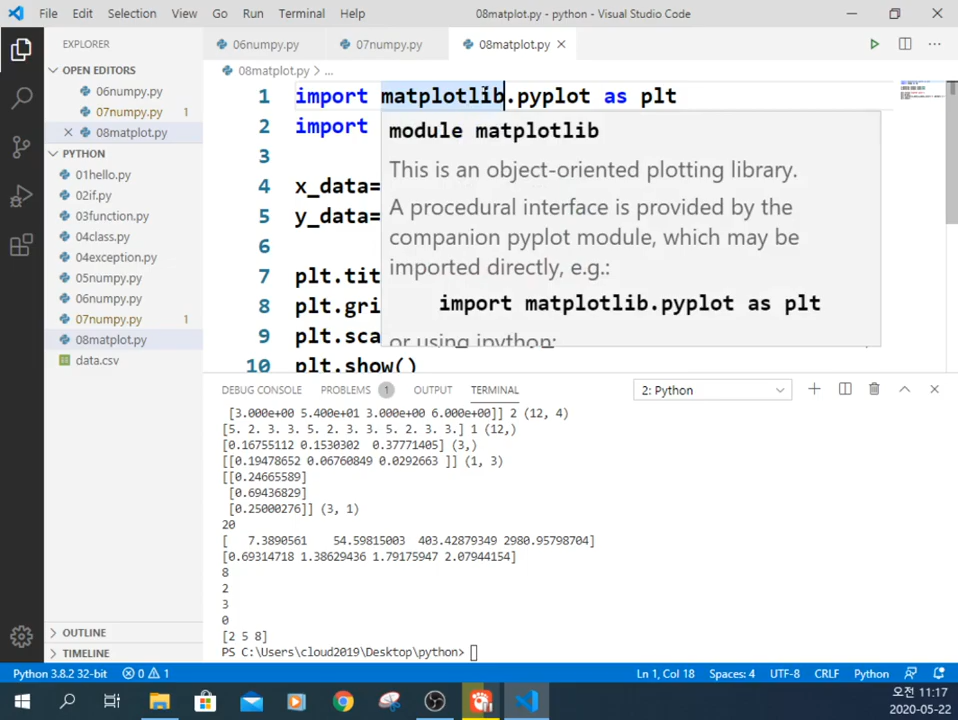 File Edit Selection View Go Run Terminal Help 08matplot.py - python - Visual Studio Code
EXPLORER
06numpy.py 07numpy.py 08matplot.py
08matplot.py > ...
OPEN EDITORS
06numpy.py
07numpy.py 1
08matplot.py
PYTHON
01hello.py
02if.py
03function.py
04class.py
04exception.py
05numpy.py
06numpy.py
07numpy.py 1
08matplot.py
data.csv
OUTLINE
TIMELINE
1 import matplotlib.pyplot as plt
2 import
3
4 x_data=
5 y_data=
6
7 plt.tit
8 plt.gri
9 plt.sca
10 plt.show()
module matplotlib
This is an object-oriented plotting library.
A procedural interface is provided by the
companion pyplot module, which may be
imported directly, e.g.:
import matplotlib.pyplot as plt
or using ipython:
DEBUG CONSOLE PROBLEMS 1 OUTPUT TERMINAL 2: Python
[3.000e+00 5.400e+01 3.000e+00 6.000e+00]] 2 (12, 4)
[5. 2. 3. 3. 5. 2. 3. 3. 5. 2. 3. 3.] 1 (12,)
[0.16755112 0.1530302 0.37771405] (3,)
[[0.19478652 0.06760849 0.0292663 ]] (1, 3)
[[0.24665589]
[0.69436829]
[0.25000276]] (3, 1)
20
[ 7.3890561 54.59815003 403.42879349 2980.95798704]
[0.69314718 1.38629436 1.79175947 2.07944154]
8
2
3
0
[2 5 8]
PS C:\Users\cloud2019\Desktop\python>
Python 3.8.2 32-bit 0 1 Ln 1, Col 18 Spaces: 4 UTF-8 CRLF Python
오전 11:17
2020-05-22